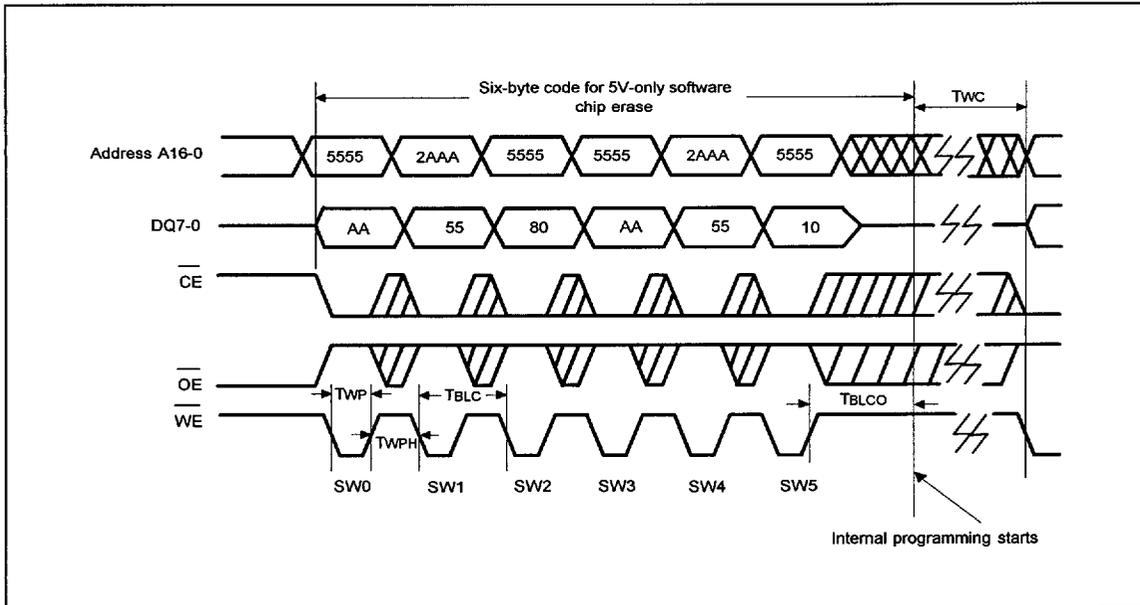 Six-byte code for 5V-only software
chip erase
TWC
Address A16-0
5555
2AAA
5555
5555
2AAA
5555
DQ7-0
AA
55
80
AA
55
10
CE
OE
TWP
TBLC
TBLCO
WE
TWPH
SW0
SW1
SW2
SW3
SW4
SW5
Internal programming starts